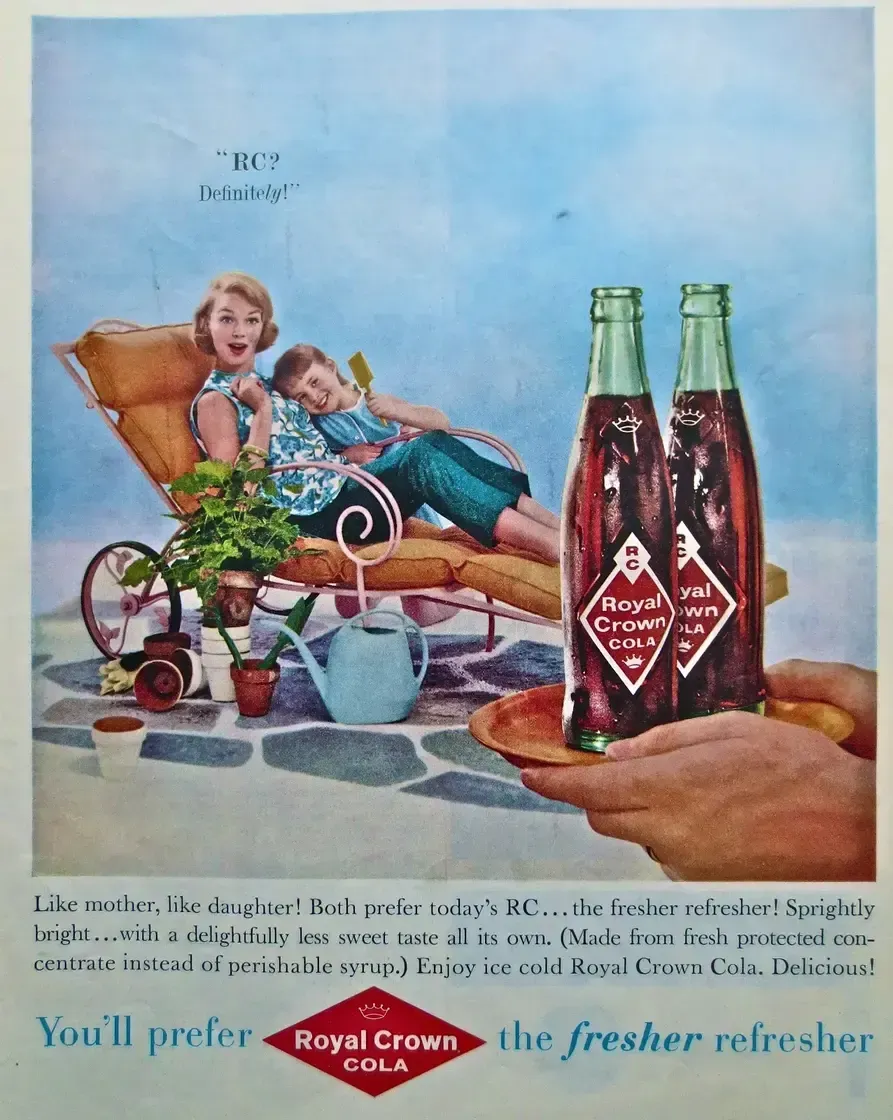 “RC?
Definitely!”
RC
Royal
Crown
COLA
RC
yal
own
OLA
Like mother, like daughter! Both prefer today's RC...the fresher refresher! Sprightly
bright...with a delightfully less sweet taste all its own. (Made from fresh protected con-
centrate instead of perishable syrup.) Enjoy ice cold Royal Crown Cola. Delicious!
You'll prefer Royal Crown COLA the fresher refresher